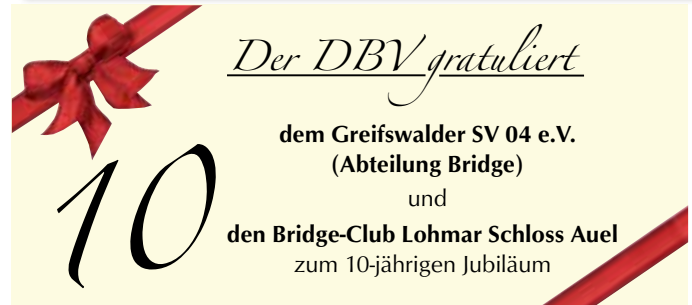 Der DBV gratuliert
dem Greifswalder SV 04 e.V.
(Abteilung Bridge)
und
den Bridge-Club Lohmar Schloss Auel
zum 10-jährigen Jubiläum
10